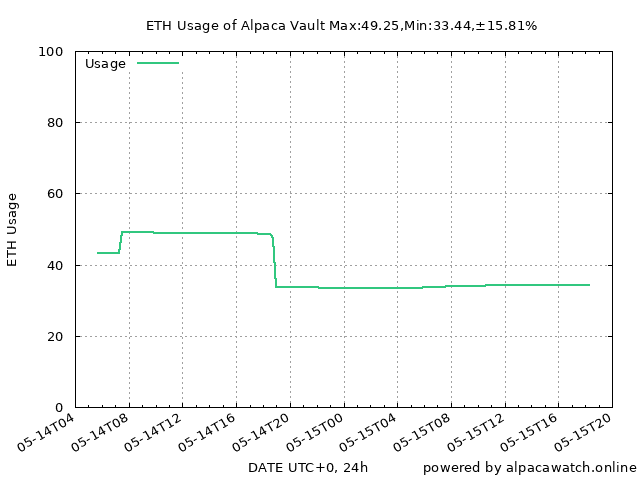 ETH Usage of Alpaca Vault Max:49.25,Min:33.44,±15.81%
Usage
100
80
60
40
20
0
ETH Usage
05-14T04
05-14T08
05-14T12
05-14T16
05-14T20
05-15T00
05-15T04
05-15T08
05-15T12
05-15T16
05-15T20
DATE UTC+0, 24h
powered by alpacawatch.online